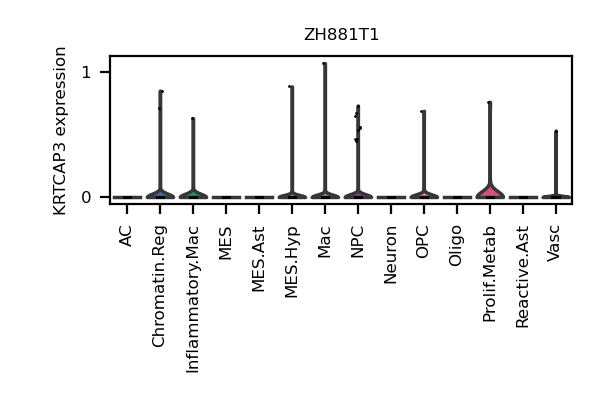 ZH881T1
KRTCAP3 expression
1
0
AC
Chromatin.Reg
Inflammatory.Mac
MES
MES.Ast
MES.Hyp
Mac
NPC
Neuron
OPC
Oligo
Prolif.Metab
Reactive.Ast
Vasc